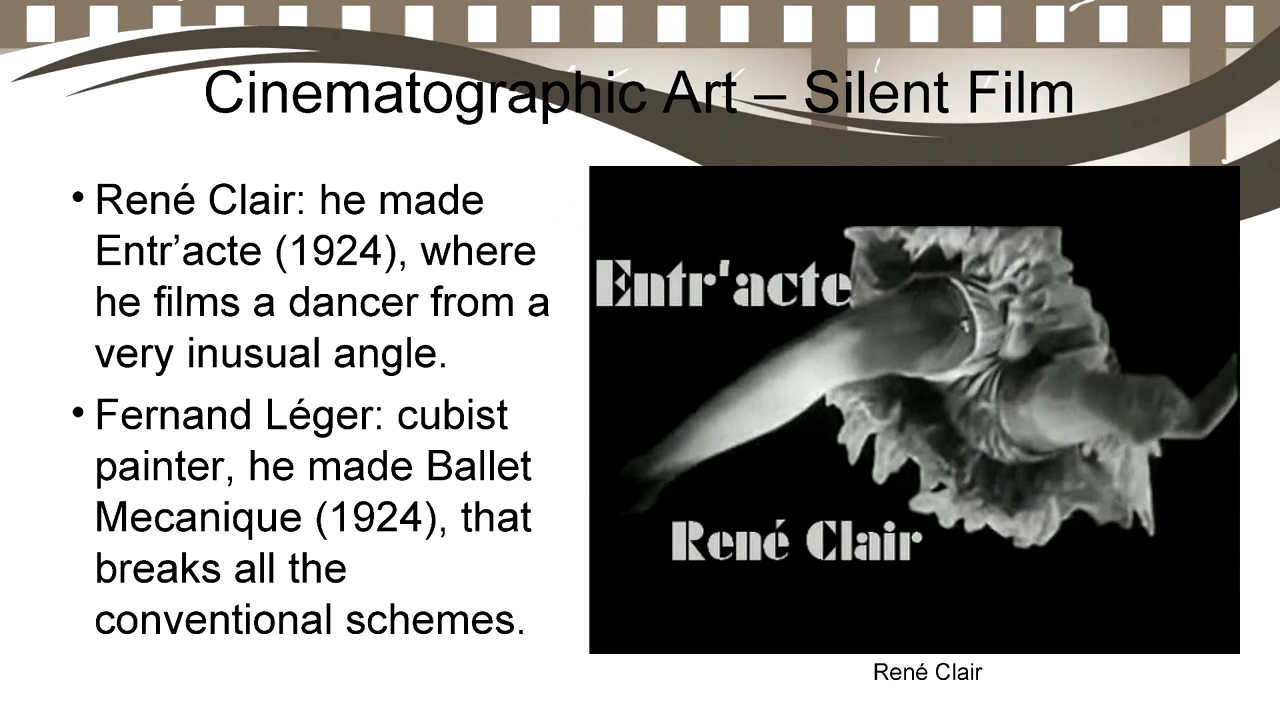 Cinematographic Art – Silent Film
• René Clair: he made
Entr’acte (1924), where
he films a dancer from a
very inusual angle.
• Fernand Léger: cubist
painter, he made Ballet
Mecanique (1924), that
breaks all the
conventional schemes.
Entr'acte
René Clair
René Clair